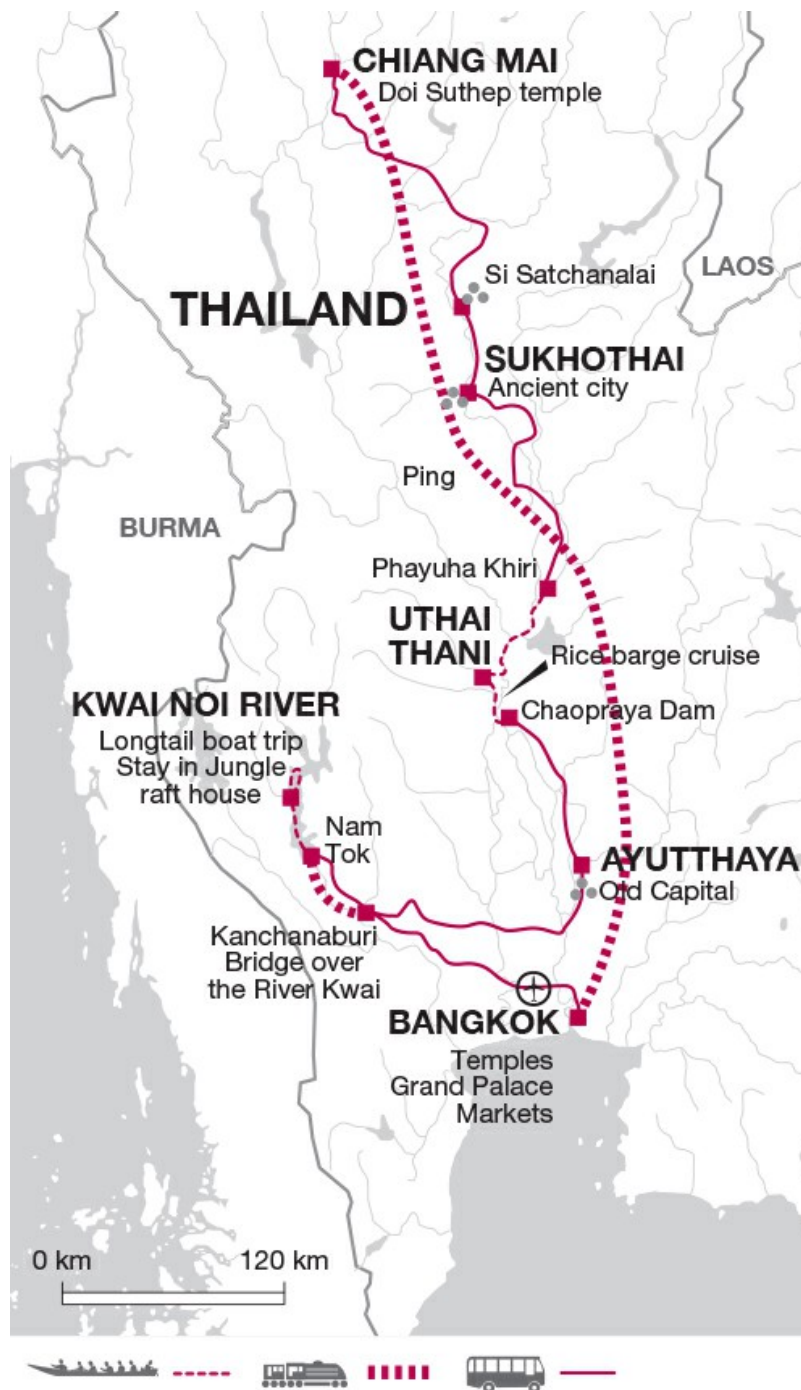 CHIANG MAI
Doi Suthep temple
Si Satchanalai
LAOS
THAILAND
SUKHOTHAI
Ancient city
Ping
BURMA
Phayuha Khiri
UTHAI
THANI
Rice barge cruise
KWAI NOI RIVER
Chaopraya Dam
Longtail boat trip
Stay in Jungle
raft house
Nam
Tok
AYUTTHAYA
Old Capital
Kanchanaburi
Bridge over
the River Kwai
BANGKOK
Temples
Grand Palace
Markets
0 km 120 km